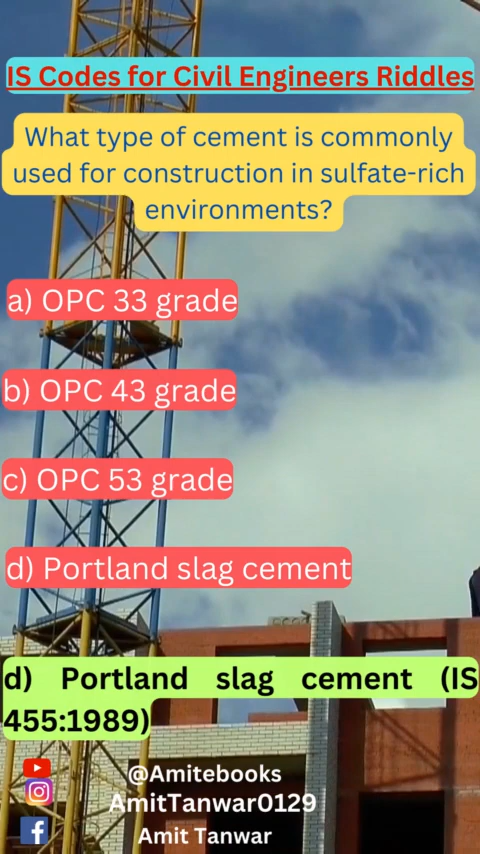 IS Codes for Civil Engineers Riddles
What type of cement is commonly
used for construction in sulfate-rich
environments?
a) OPC 33 grade
b) OPC 43 grade
c) OPC 53 grade
d) Portland slag cement
d) Portland slag cement (IS
455:1989)
@Amitebooks
AmitTanwar0129
Amit Tanwar